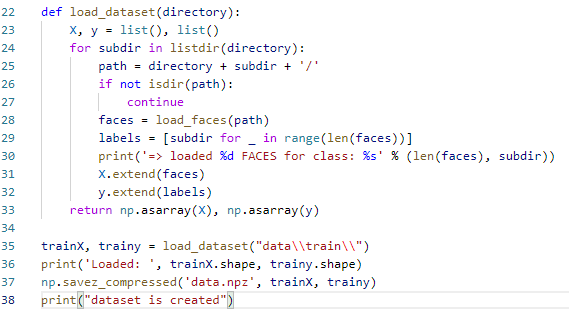 22 def load_dataset(directory):
23     X, y = list(), list()
24     for subdir in listdir(directory):
25         path = directory + subdir + '/'
26         if not isdir(path):
27             continue
28         faces = load_faces(path)
29         labels = [subdir for _ in range(len(faces))]
30         print('=> loaded %d FACES for class: %s' % (len(faces), subdir))
31         X.extend(faces)
32         y.extend(labels)
33     return np.asarray(X), np.asarray(y)
34
35 trainX, trainy = load_dataset("data\\train\\")
36 print('Loaded: ', trainX.shape, trainy.shape)
37 np.savez_compressed('data.npz', trainX, trainy)
38 print("dataset is created")